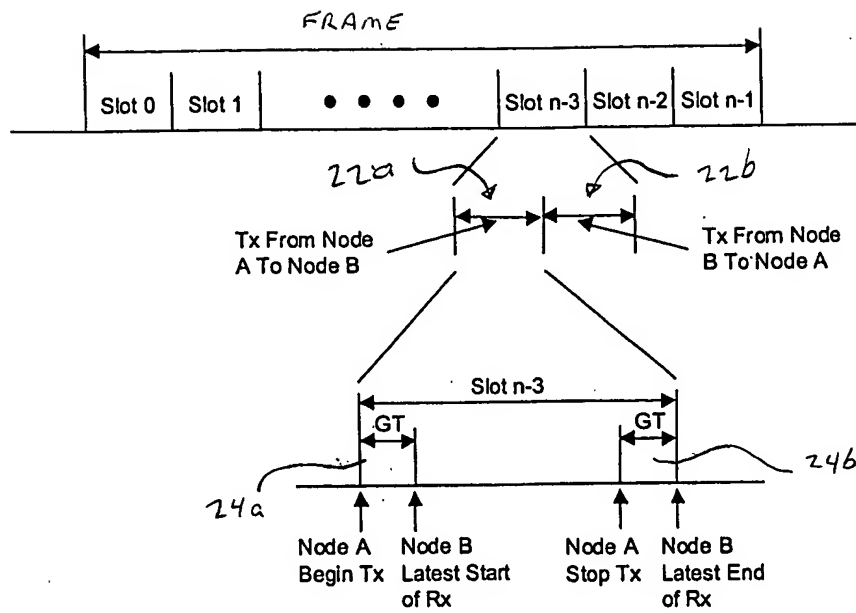 FRAME
Slot 0 Slot 1 Slot n-3 Slot n-2 Slot n-1
22a 22b
Tx From Node
A To Node B
Tx From Node
B To Node A
Slot n-3
GT GT
24a 24b
Node A
Begin Tx
Node B
Latest Start
of Rx
Node A
Stop Tx
Node B
Latest End
of Rx